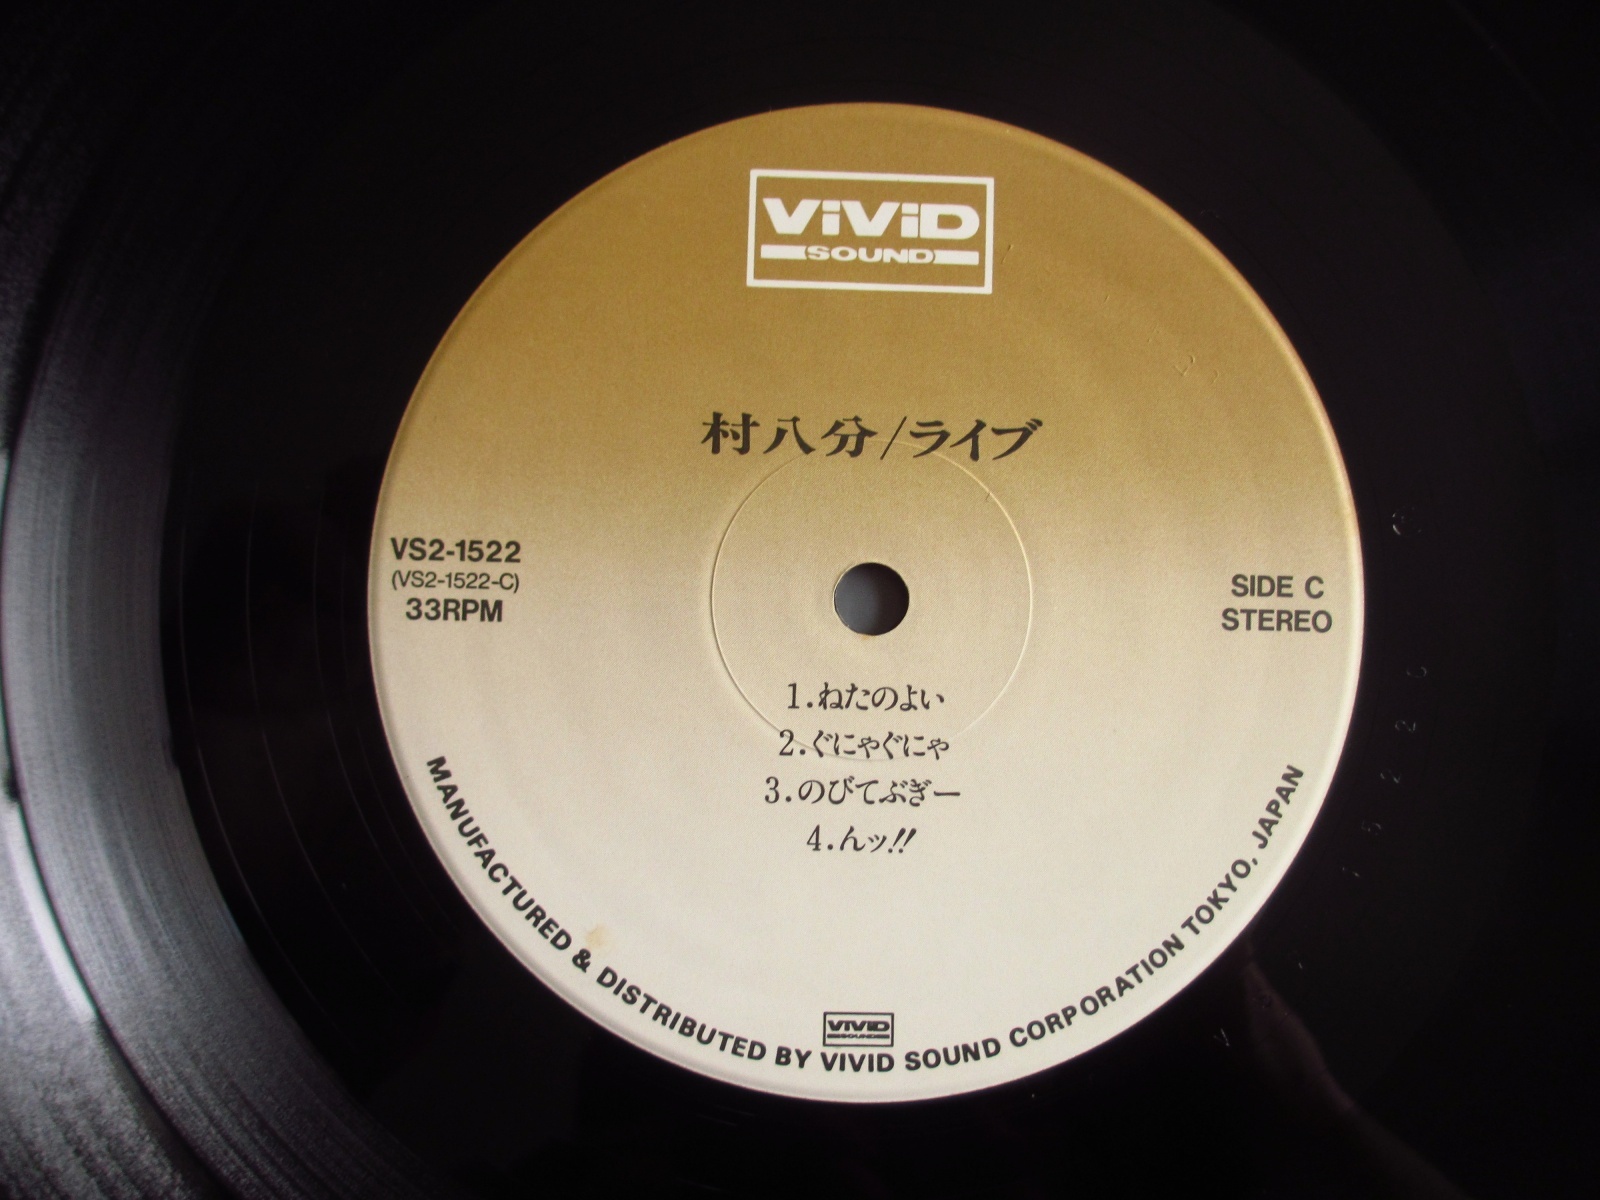 ViViD
SOUND
村八分/ライブ
VS2-1522
(VS2-1522-C)
33RPM
SIDE C
STEREO
1.ねたのよい
2.ぐにゃぐにゃ
3.のびてぶぎー
4.んッ!!
VIVID
SOUND
MANUFACTURED & DISTRIBUTED BY VIVID SOUND CORPORATION TOKYO, JAPAN